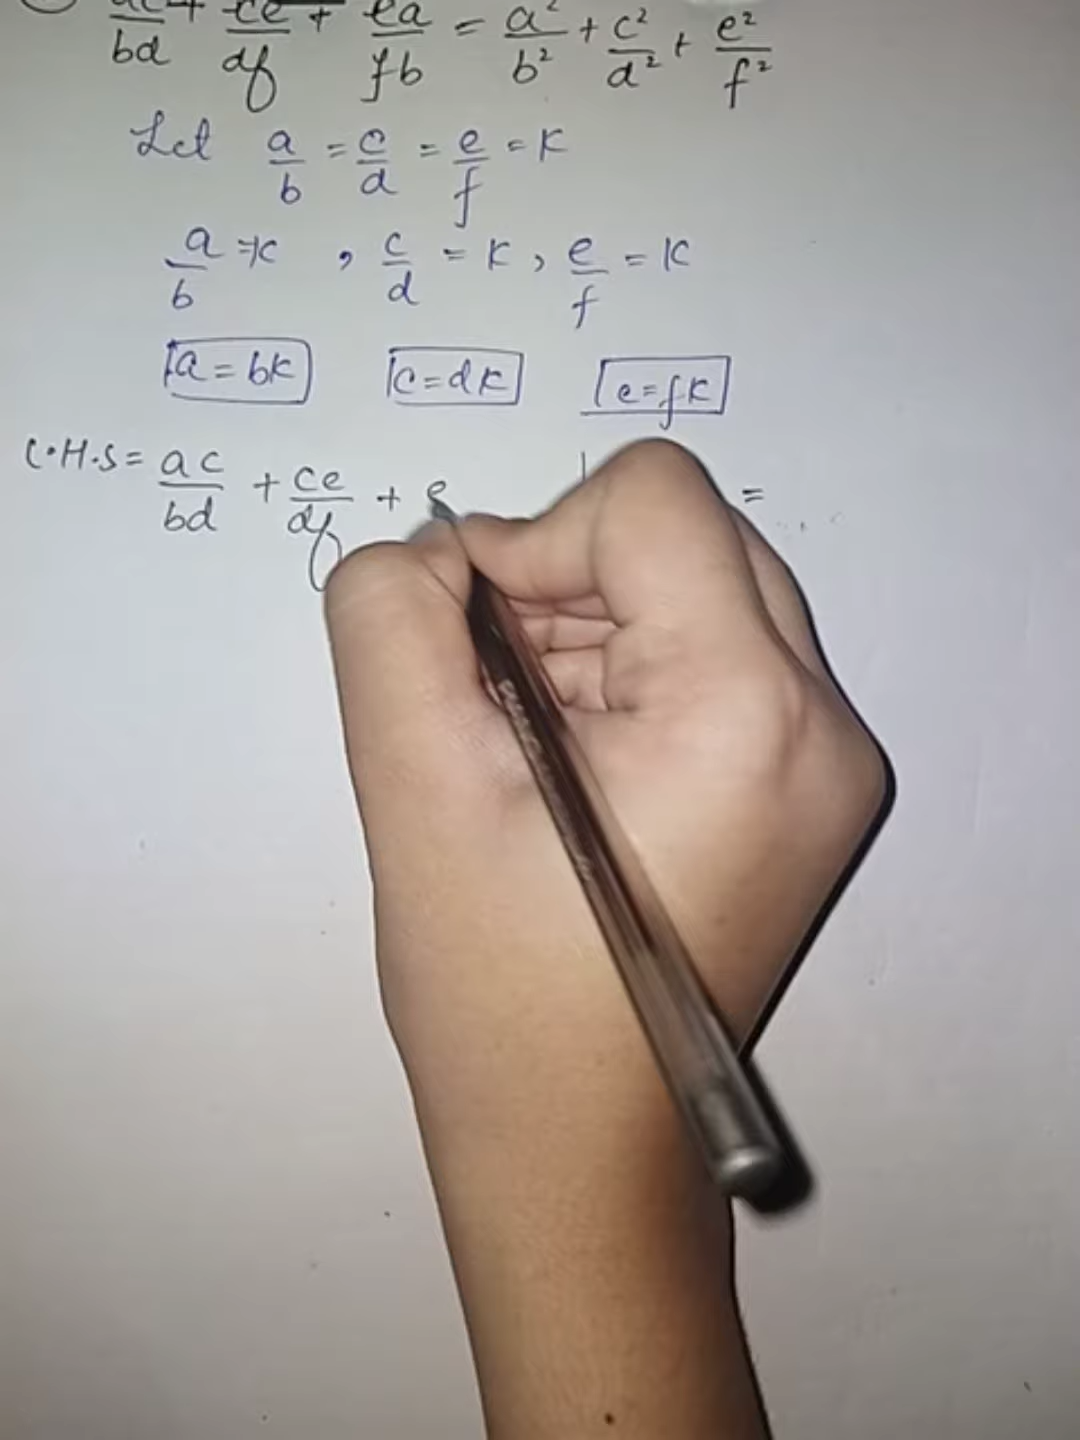 ac/bd + ce/df + ea/fb = a²/b² + c²/d² + e²/f²
Let a/b = c/d = e/f = K
a/b = K , c/d = K , e/f = K
a = bK c = dK e = fK
L.H.S = ac/bd + ce/df + e =